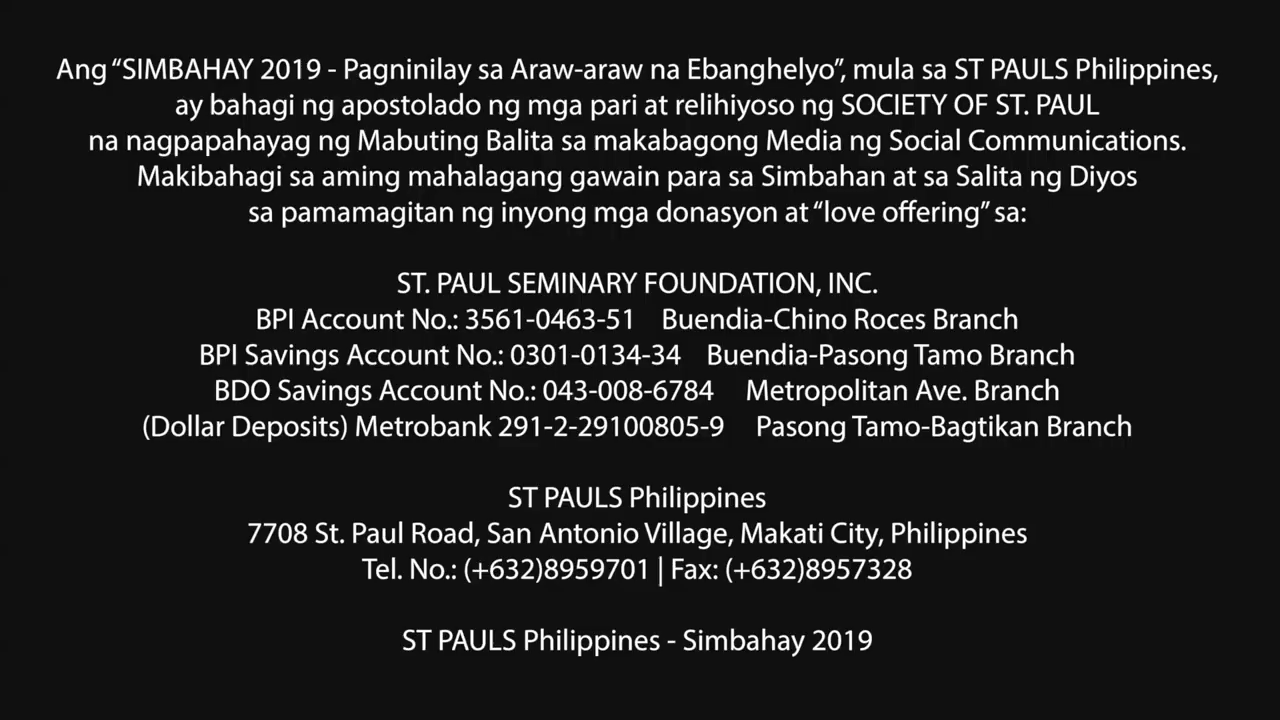 Ang “SIMBAHAY 2019 - Pagninilay sa Araw-araw na Ebanghelyo”, mula sa ST PAULS Philippines,
ay bahagi ng apostolado ng mga pari at relihiyoso ng SOCIETY OF ST. PAUL
na nagpapahayag ng Mabuting Balita sa makabagong Media ng Social Communications.
Makibahagi sa aming mahalagang gawain para sa Simbahan at sa Salita ng Diyos
sa pamamagitan ng inyong mga donasyon at “love offering” sa:
ST. PAUL SEMINARY FOUNDATION, INC.
BPI Account No.: 3561-0463-51 Buendia-Chino Roces Branch
BPI Savings Account No.: 0301-0134-34 Buendia-Pasong Tamo Branch
BDO Savings Account No.: 043-008-6784 Metropolitan Ave. Branch
(Dollar Deposits) Metrobank 291-2-29100805-9 Pasong Tamo-Bagtikan Branch
ST PAULS Philippines
7708 St. Paul Road, San Antonio Village, Makati City, Philippines
Tel. No.: (+632)8959701 | Fax: (+632)8957328
ST PAULS Philippines - Simbahay 2019